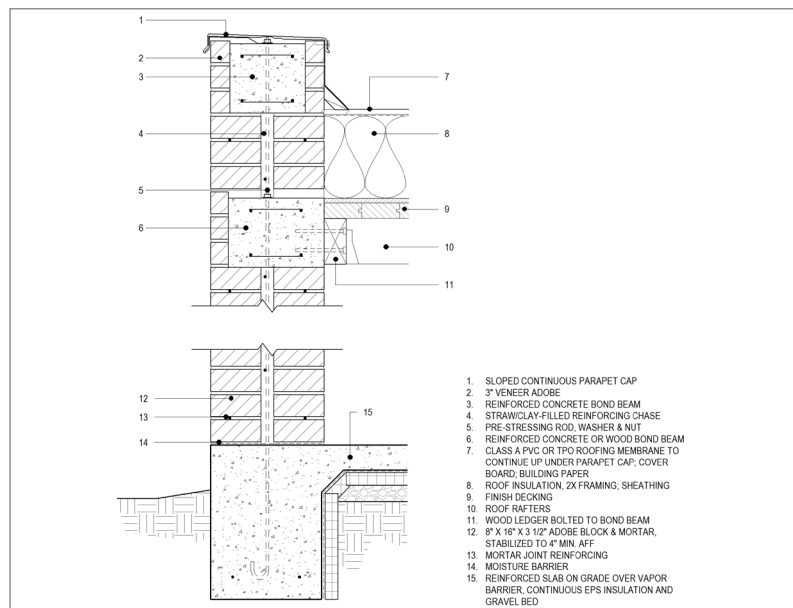 1
2
3
4
5
6
7
8
9
10
11
12
13
14
15
1. SLOPED CONTINUOUS PARAPET CAP
2. 3" VENEER ADOBE
3. REINFORCED CONCRETE BOND BEAM
4. STRAW/CLAY-FILLED REINFORCING CHASE
5. PRE-STRESSING ROD, WASHER & NUT
6. REINFORCED CONCRETE OR WOOD BOND BEAM
7. CLASS A PVC OR TPO ROOFING MEMBRANE TO
CONTINUE UP UNDER PARAPET CAP; COVER
BOARD; BUILDING PAPER
8. ROOF INSULATION, 2X FRAMING; SHEATHING
9. FINISH DECKING
10. ROOF RAFTERS
11. WOOD LEDGER BOLTED TO BOND BEAM
12. 8" X 16" X 3 1/2" ADOBE BLOCK & MORTAR,
STABILIZED TO 4" MIN. AFF
13. MORTAR JOINT REINFORCING
14. MOISTURE BARRIER
15. REINFORCED SLAB ON GRADE OVER VAPOR
BARRIER, CONTINUOUS EPS INSULATION AND
GRAVEL BED